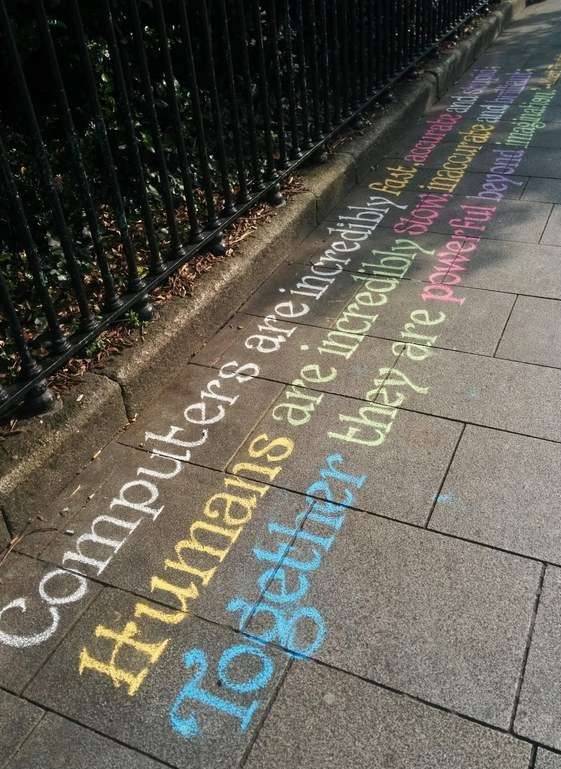 Computers are incredibly fast accurate and stupid
Humans are incredibly slow, inaccurate and brilliant
Together they are powerful beyond imagination